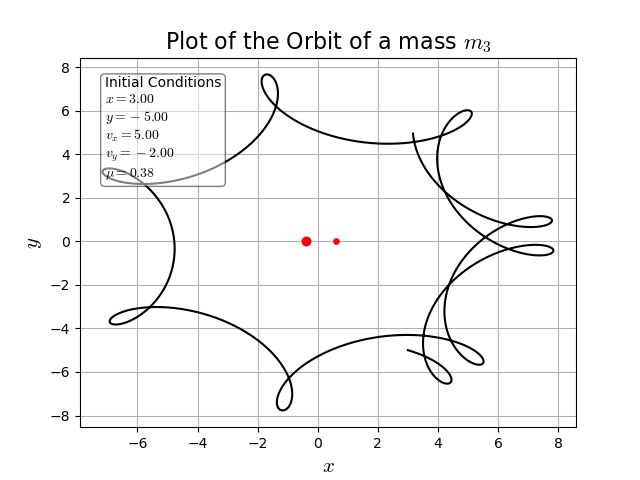 Plot of the Orbit of a mass m₃
8
6
4
2
0
−2
−4
−6
−8
y
Initial Conditions
x = 3.00
y = − 5.00
vₓ = 5.00
v_y = − 2.00
μ = 0.38
−6 −4 −2 0 2 4 6 8
x